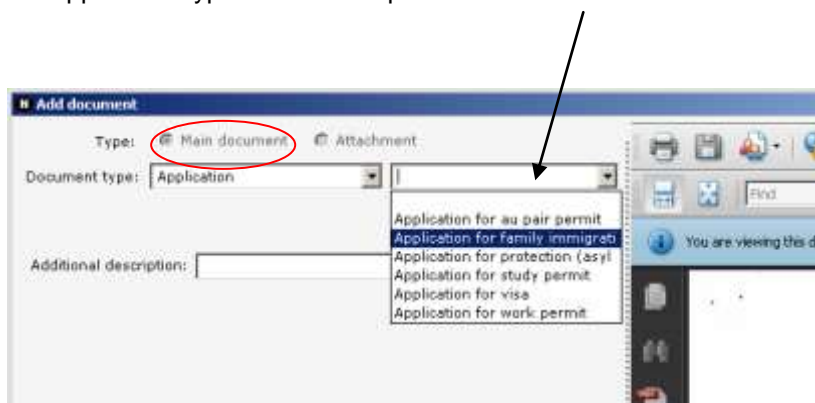 Add document
Type: Main document Attachment
Document type: Application
Application for au pair permit
Application for family immigrati
Application for protection (asyl
Application for study permit
Application for visa
Application for work permit
Additional description:
Find
You are viewing this d